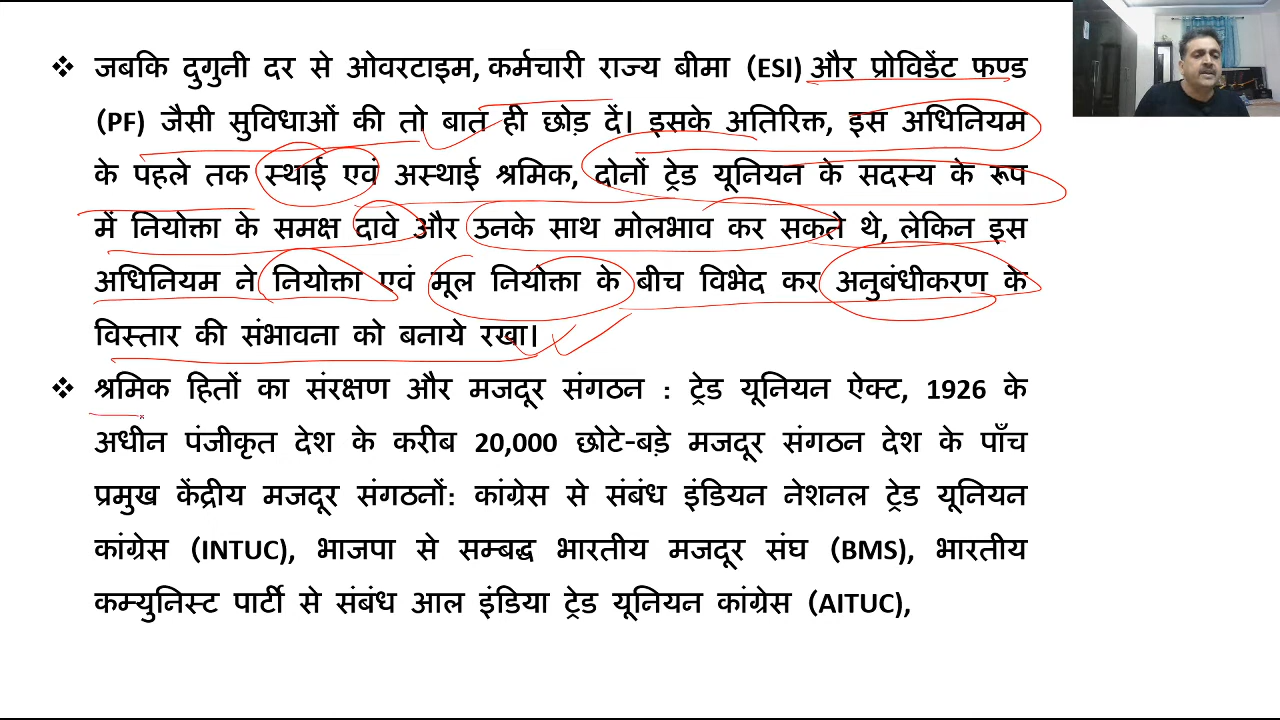 ❖ जबकि दुगुनी दर से ओवरटाइम, कर्मचारी राज्य बीमा (ESI) और प्रोविडेंट फण्ड
(PF) जैसी सुविधाओं की तो बात ही छोड़ दें। इसके अतिरिक्त, इस अधिनियम
के पहले तक स्थाई एवं अस्थाई श्रमिक, दोनों ट्रेड यूनियन के सदस्य के रूप
में नियोक्ता के समक्ष दावे और उनके साथ मोलभाव कर सकते थे, लेकिन इस
अधिनियम ने नियोक्ता एवं मूल नियोक्ता के बीच विभेद कर अनुबंधीकरण के
विस्तार की संभावना को बनाये रखा।
❖ श्रमिक हितों का संरक्षण और मजदूर संगठन : ट्रेड यूनियन ऐक्ट, 1926 के
अधीन पंजीकृत देश के करीब 20,000 छोटे-बड़े मजदूर संगठन देश के पाँच
प्रमुख केंद्रीय मजदूर संगठनों: कांग्रेस से संबंध इंडियन नेशनल ट्रेड यूनियन
कांग्रेस (INTUC), भाजपा से सम्बद्ध भारतीय मजदूर संघ (BMS), भारतीय
कम्युनिस्ट पार्टी से संबंध आल इंडिया ट्रेड यूनियन कांग्रेस (AITUC),